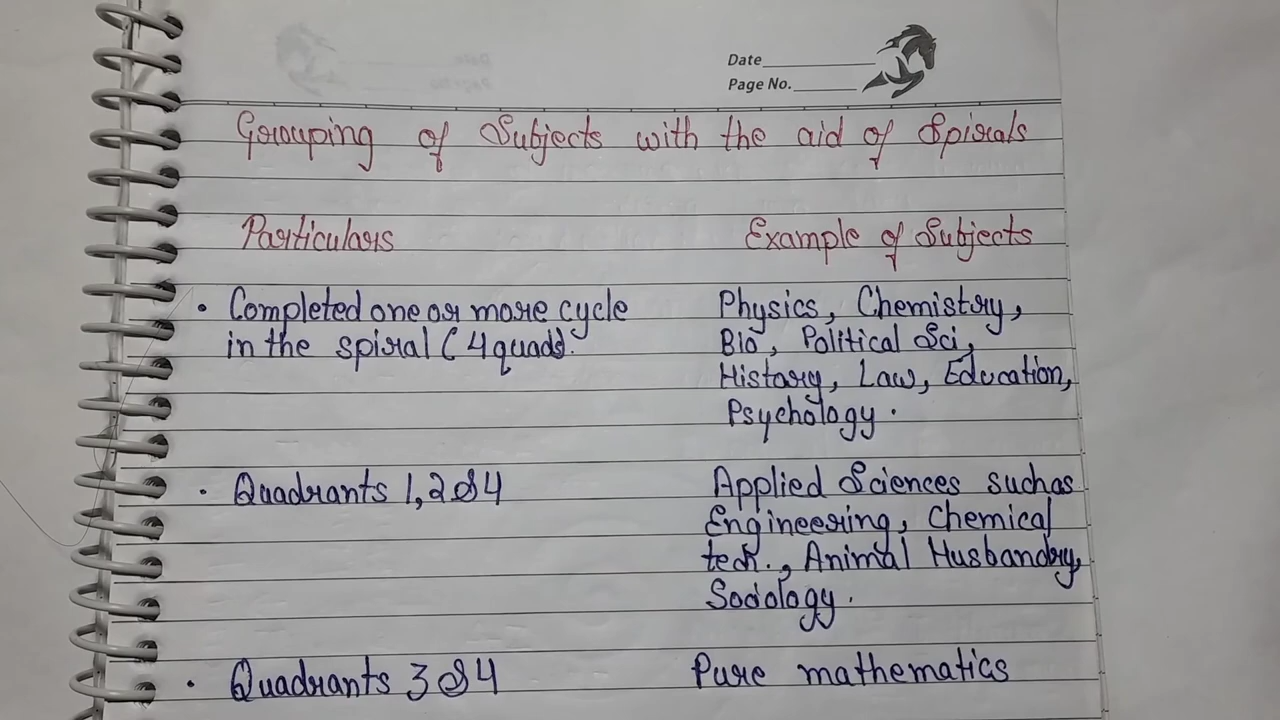 Date
Page No.
Grouping of Subjects with the aid of Spirals
Particulars Example of Subjects
• Completed one or more cycle Physics, Chemistry,
in the spiral (4 quads). Bio, Political Sci,
History, Law, Education,
Psychology.
• Quadrants 1, 2 & 4 Applied Sciences such as
Engineering, Chemical
tech., Animal Husbandry,
Sociology.
• Quadrants 3 & 4 Pure mathematics